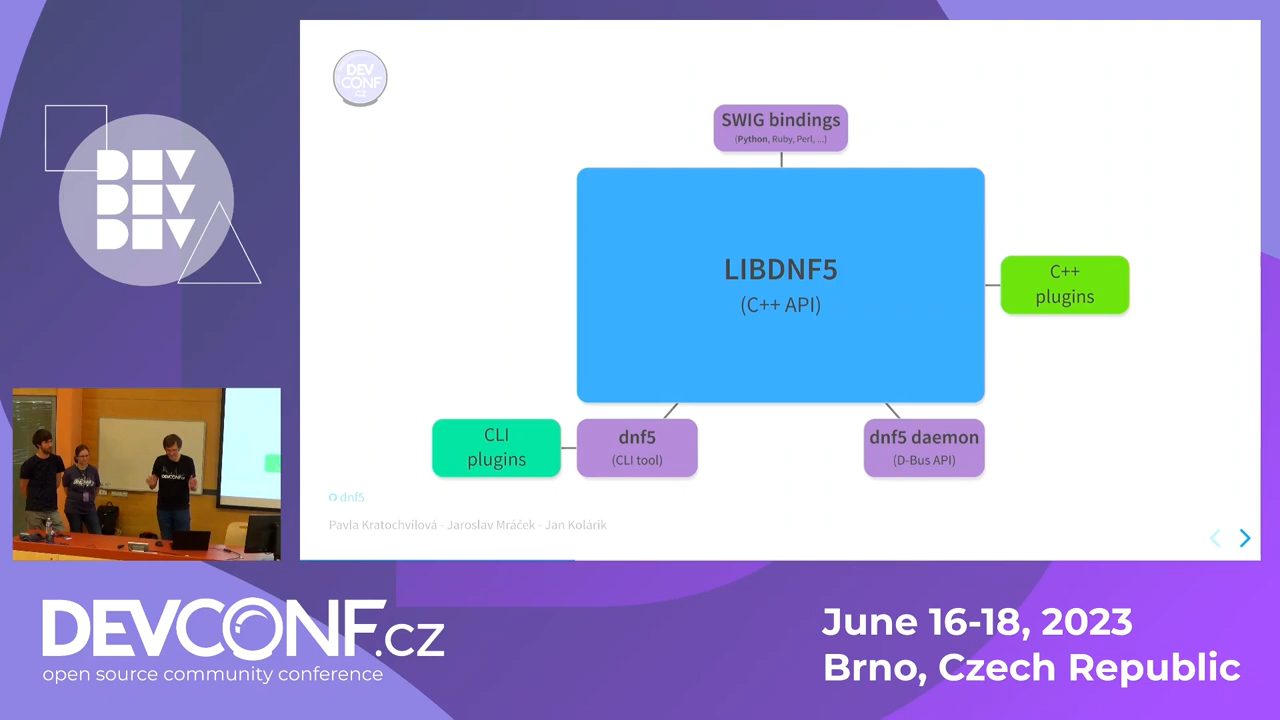 DEV
CONF
.CZ
SWIG bindings
(Python, Ruby, Perl, ...)
DEV
DEV
DEV
LIBDNF5
(C++ API)
C++
plugins
CLI
plugins
dnf5
(CLI tool)
dnf5 daemon
(D-Bus API)
dnf5
Pavla Kratochvílová - Jaroslav Mráček - Jan Kolárik
DEVCONF.cz
open source community conference
June 16-18, 2023
Brno, Czech Republic